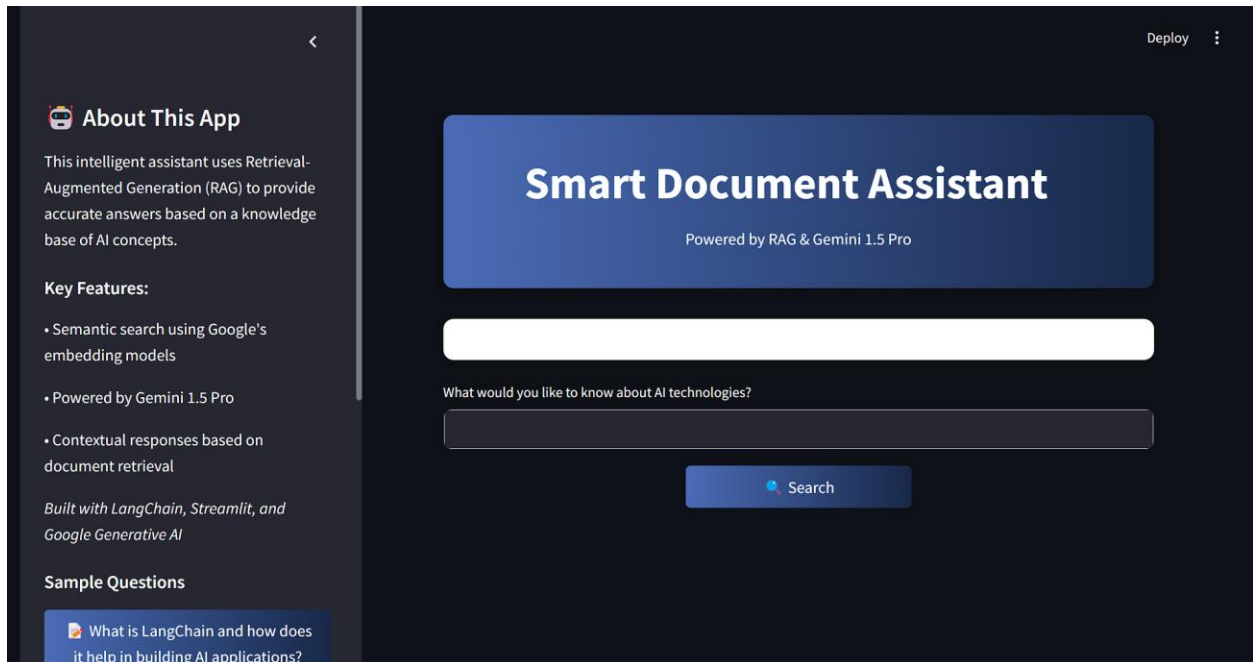 Deploy
About This App
This intelligent assistant uses Retrieval-
Augmented Generation (RAG) to provide
accurate answers based on a knowledge
base of AI concepts.
Key Features:
• Semantic search using Google's
embedding models
• Powered by Gemini 1.5 Pro
• Contextual responses based on
document retrieval
Built with LangChain, Streamlit, and
Google Generative AI
Sample Questions
What is LangChain and how does
it help in building AI applications?
Smart Document Assistant
Powered by RAG & Gemini 1.5 Pro
What would you like to know about AI technologies?
Search